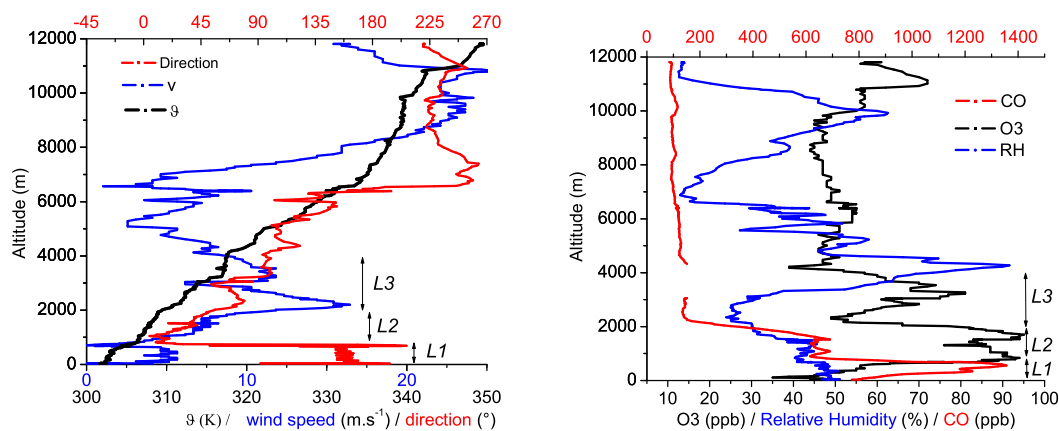 -45 0 45 90 135 180 225 270
12000
10000
8000
6000
4000
2000
0
Altitude (m)
Direction
v
ϑ
L3
L2
L1
0 10 20
300 310 320 330 340 350
ϑ (K) / wind speed (m.s⁻¹) / direction (°)
0 200 400 600 800 1000 1200 1400
12000
10000
8000
6000
4000
2000
0
Altitude (m)
CO
O3
RH
L3
L2
L1
10 20 30 40 50 60 70 80 90 100
O3 (ppb) / Relative Humidity (%) / CO (ppb)